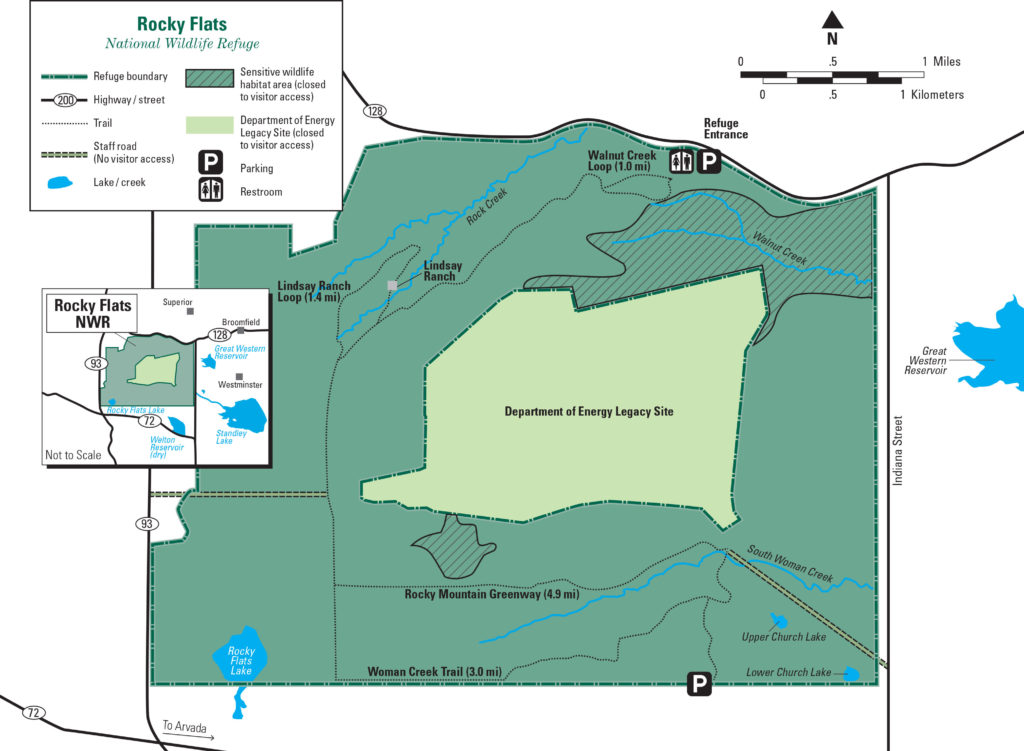 Rocky Flats
National Wildlife Refuge
Refuge boundary
200
Highway / street
Trail
Staff road
(No visitor access)
Lake / creek
Sensitive wildlife
habitat area (closed
to visitor access)
Department of Energy
Legacy Site (closed
to visitor access)
P
Parking
Restroom
N
0
.5
1 Miles
0
.5
1 Kilometers
128
Refuge
Entrance
P
Walnut Creek
Loop (1.0 mi)
Rock Creek
Walnut Creek
Lindsay
Ranch
Lindsay Ranch
Loop (1.4 mi)
Rocky Flats
NWR
Superior
Broomfield
128
93
Great Western
Reservoir
Westminster
Rocky Flats Lake
72
Welton
Reservoir
(dry)
Standley
Lake
Not to Scale
Great
Western
Reservoir
Department of Energy Legacy Site
Indiana Street
93
South Woman Creek
Rocky Mountain Greenway (4.9 mi)
Upper Church Lake
Rocky
Flats
Lake
Woman Creek Trail (3.0 mi)
Lower Church Lake
P
72
To Arvada